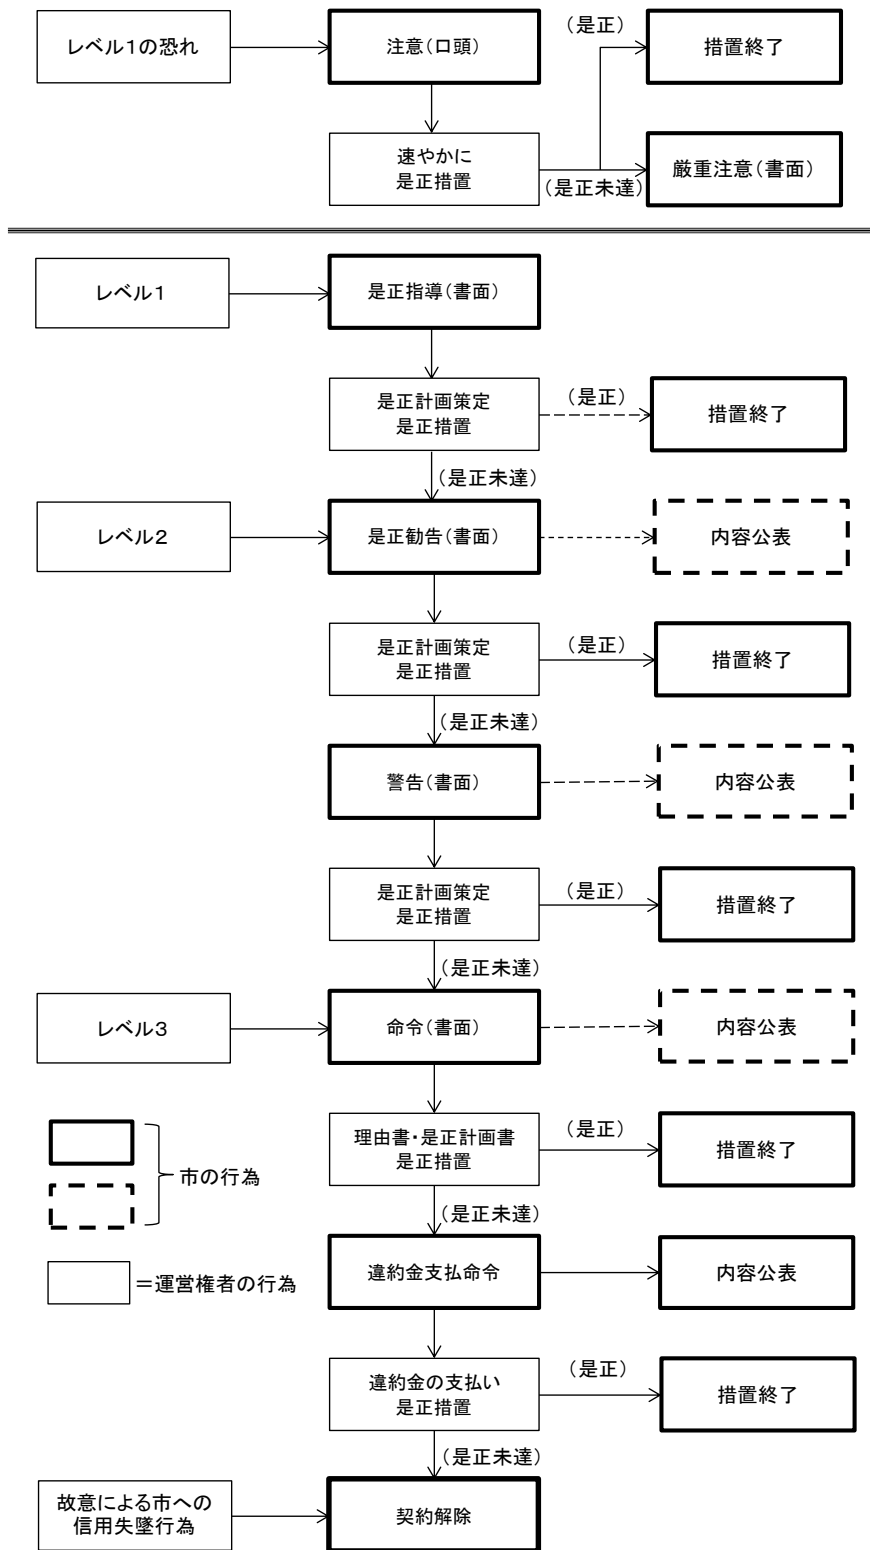 レベル1の恐れ
注意(口頭)
(是正)
措置終了
速やかに
是正措置
(是正未達)
厳重注意(書面)
レベル1
是正指導(書面)
是正計画策定
是正措置
(是正)
措置終了
(是正未達)
レベル2
是正勧告(書面)
内容公表
是正計画策定
是正措置
(是正)
措置終了
(是正未達)
警告(書面)
内容公表
是正計画策定
是正措置
(是正)
措置終了
(是正未達)
レベル3
命令(書面)
内容公表
理由書・是正計画書
是正措置
(是正)
措置終了
市の行為
(是正未達)
違約金支払命令
内容公表
=運営権者の行為
違約金の支払い
是正措置
(是正)
措置終了
(是正未達)
故意による市への
信用失墜行為
契約解除